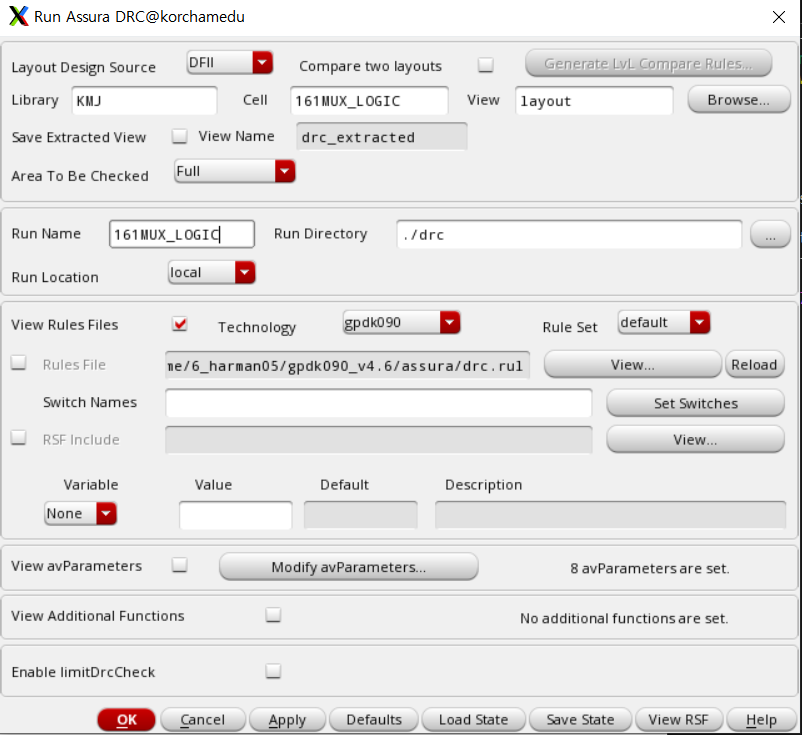 Run Assura DRC@korchamedu
Layout Design Source DFII Compare two layouts Generate LvL Compare Rules...
Library KMJ Cell 161MUX_LOGIC View layout Browse...
Save Extracted View View Name drc_extracted
Area To Be Checked Full
Run Name 161MUX_LOGIC Run Directory ./drc ...
Run Location local
View Rules Files Technology gpdk090 Rule Set default
Rules File me/6_harman05/gpdk090_v4.6/assura/drc.rul View... Reload
Switch Names Set Switches
RSF Include View...
Variable Value Default Description
None
View avParameters Modify avParameters... 8 avParameters are set.
View Additional Functions No additional functions are set.
Enable limitDrcCheck
OK Cancel Apply Defaults Load State Save State View RSF Help